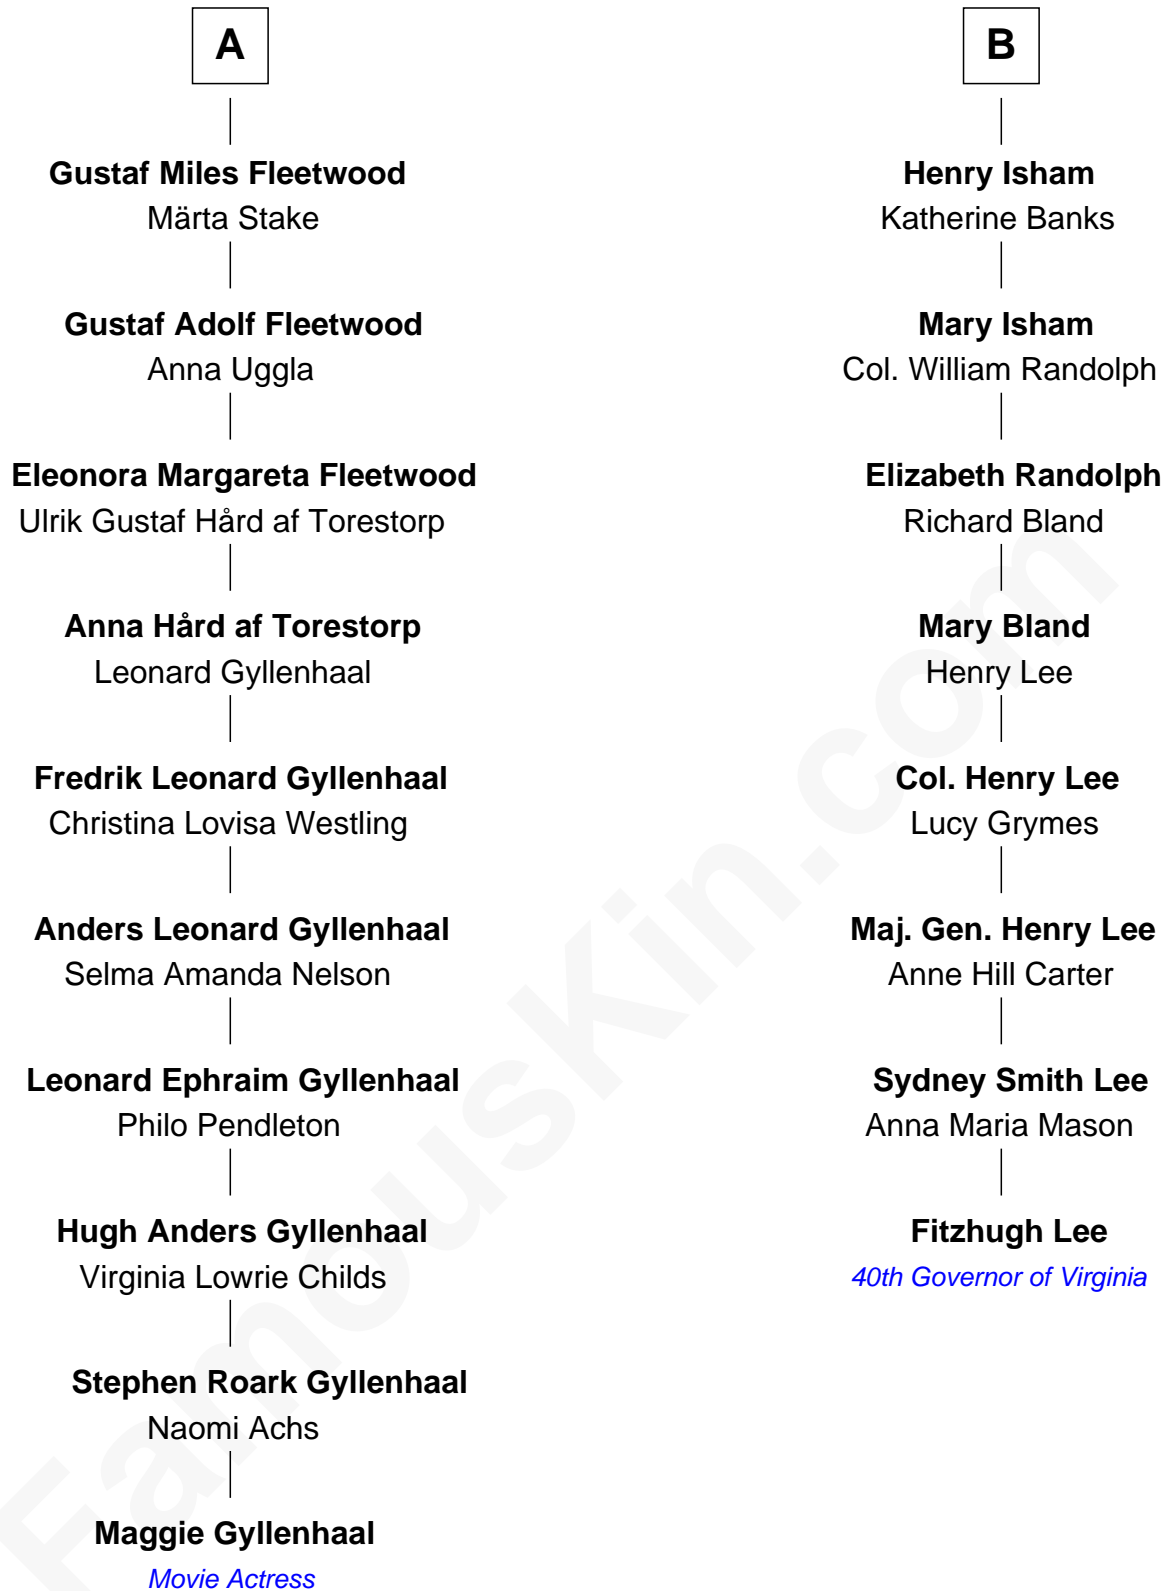 A
Gustaf Miles Fleetwood
Märta Stake
Gustaf Adolf Fleetwood
Anna Uggla
Eleonora Margareta Fleetwood
Ulrik Gustaf Hård af Torestorp
Anna Hård af Torestorp
Leonard Gyllenhaal
Fredrik Leonard Gyllenhaal
Christina Lovisa Westling
Anders Leonard Gyllenhaal
Selma Amanda Nelson
Leonard Ephraim Gyllenhaal
Philo Pendleton
Hugh Anders Gyllenhaal
Virginia Lowrie Childs
Stephen Roark Gyllenhaal
Naomi Achs
Maggie Gyllenhaal
Movie Actress
B
Henry Isham
Katherine Banks
Mary Isham
Col. William Randolph
Elizabeth Randolph
Richard Bland
Mary Bland
Henry Lee
Col. Henry Lee
Lucy Grymes
Maj. Gen. Henry Lee
Anne Hill Carter
Sydney Smith Lee
Anna Maria Mason
Fitzhugh Lee
40th Governor of Virginia
FamousKin.com